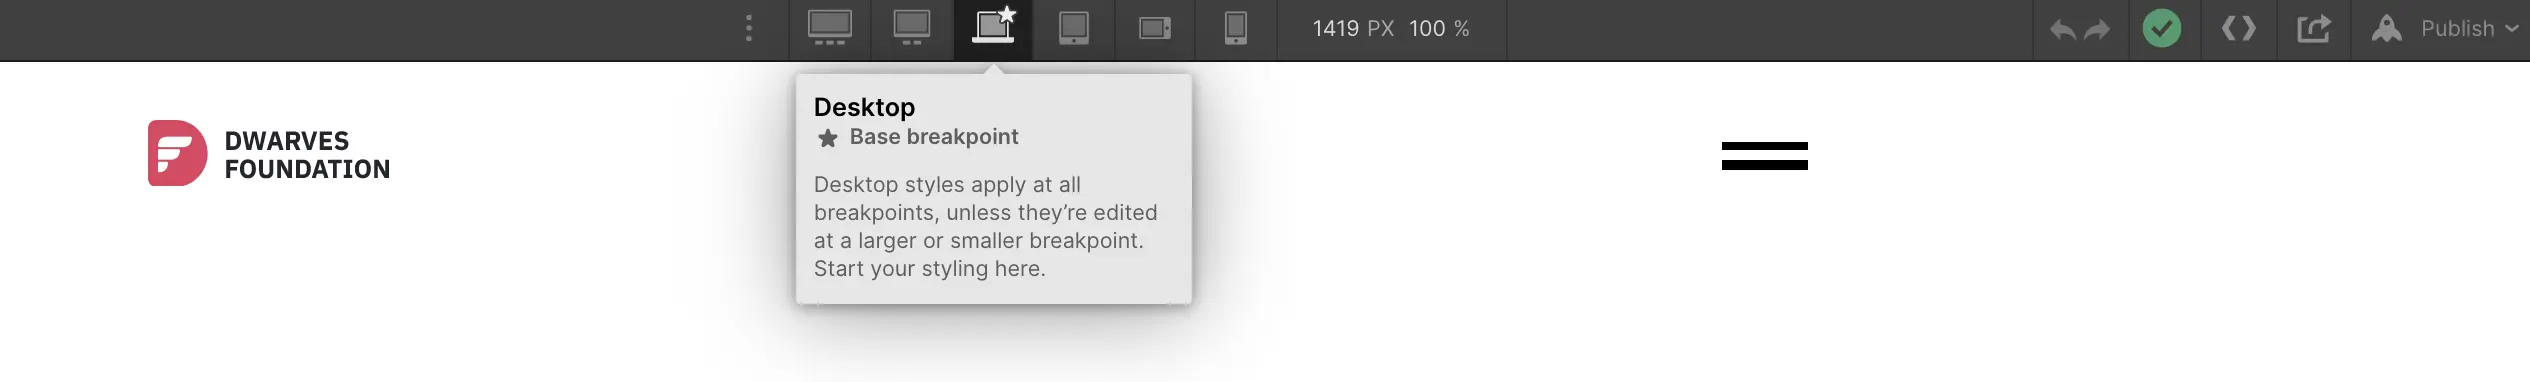 1419 PX 100 %
Publish
DWARVES
FOUNDATION
Desktop
Base breakpoint
Desktop styles apply at all
breakpoints, unless they’re edited
at a larger or smaller breakpoint.
Start your styling here.